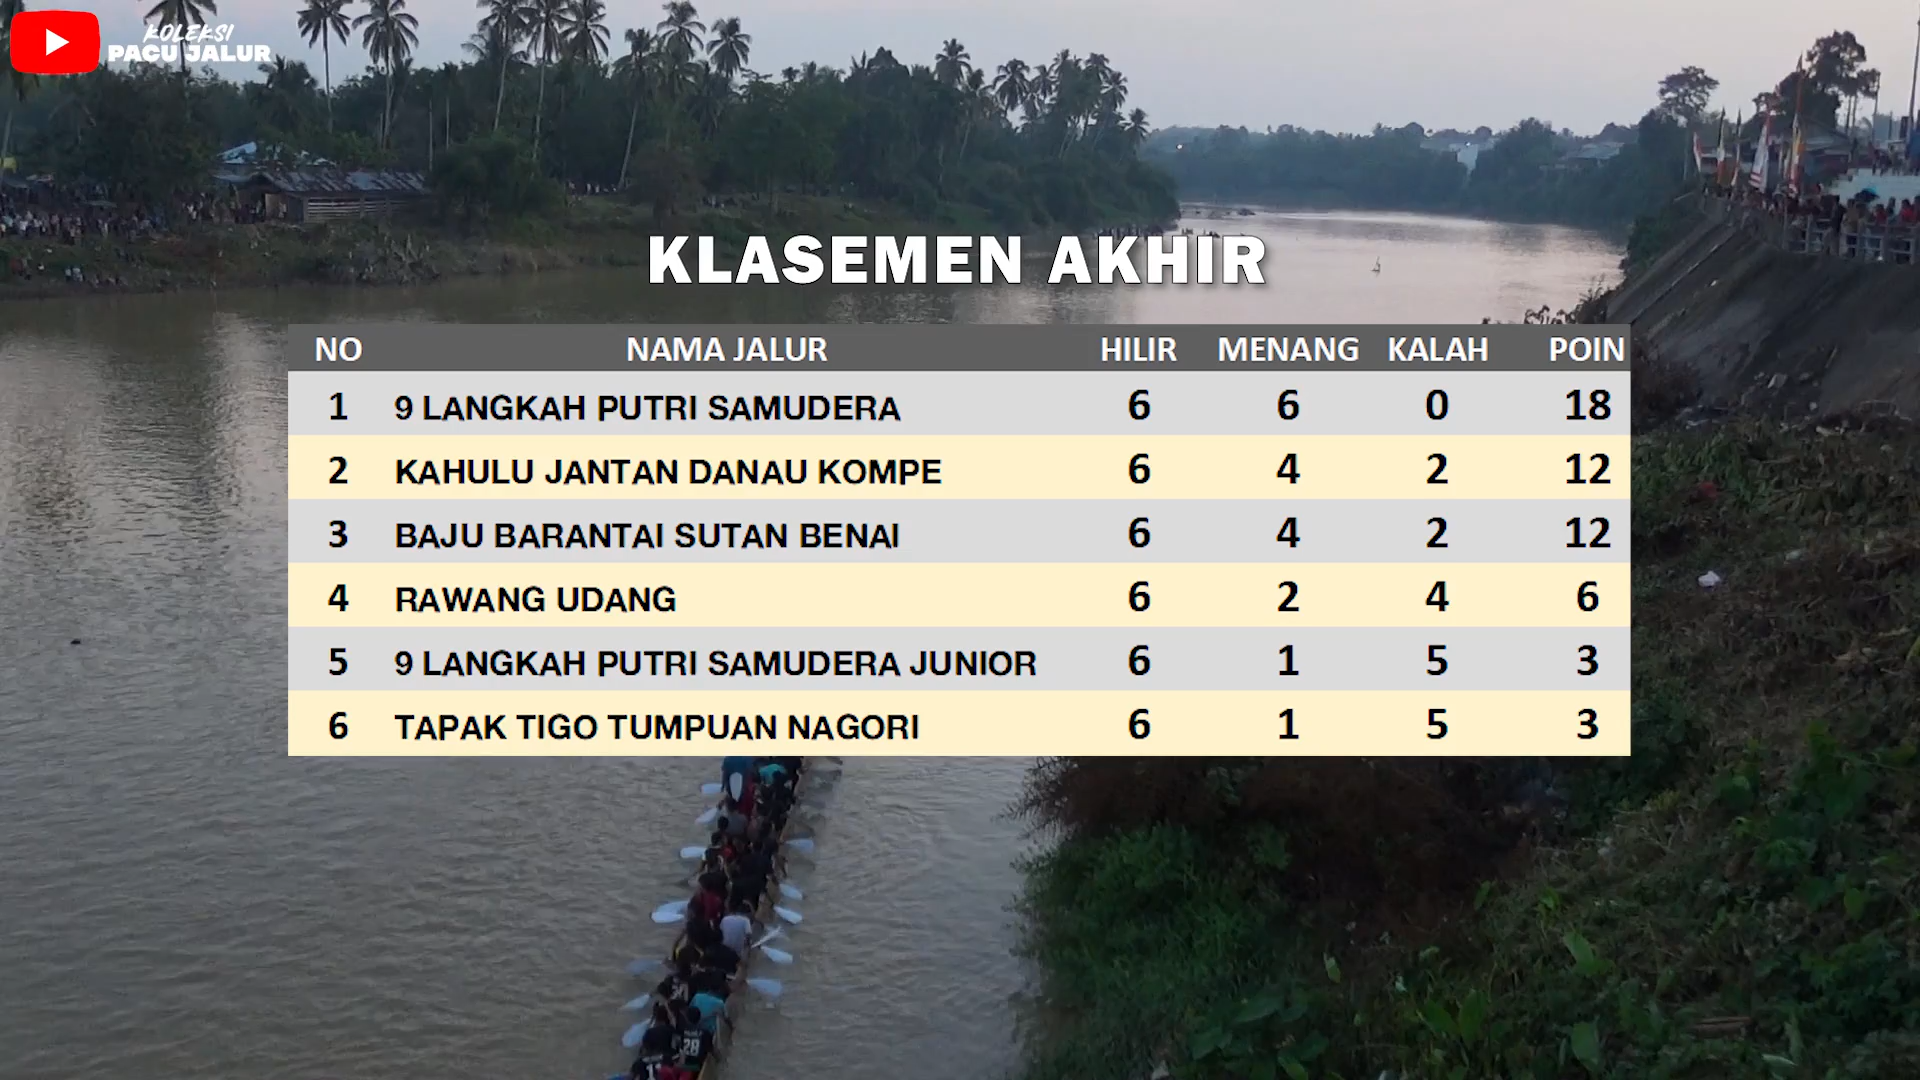 KOLEKSI
PACU JALUR
KLASEMEN AKHIR
NO NAMA JALUR HILIR MENANG KALAH POIN
1 9 LANGKAH PUTRI SAMUDERA 6 6 0 18
2 KAHULU JANTAN DANAU KOMPE 6 4 2 12
3 BAJU BARANTAI SUTAN BENAI 6 4 2 12
4 RAWANG UDANG 6 2 4 6
5 9 LANGKAH PUTRI SAMUDERA JUNIOR 6 1 5 3
6 TAPAK TIGO TUMPUAN NAGORI 6 1 5 3
28